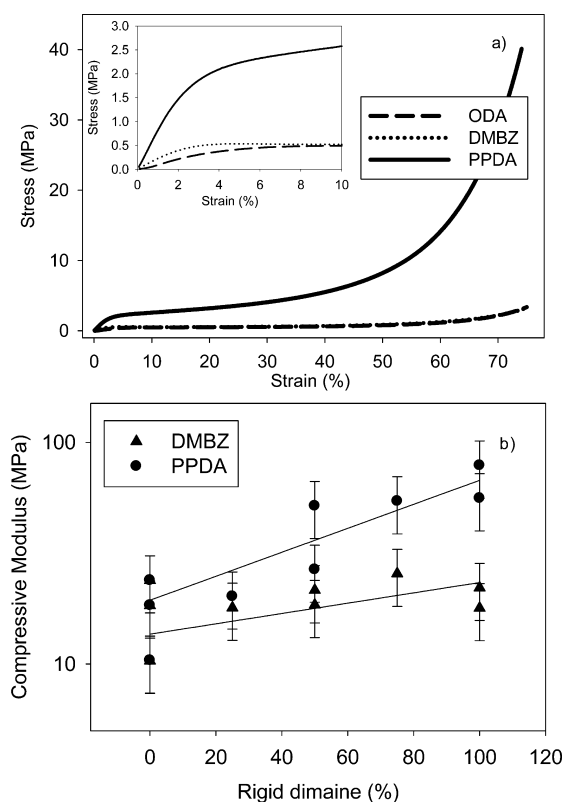 a)
40
30
20
10
0
Stress (MPa)
3.0
2.5
2.0
1.5
1.0
0.5
0.0
Stress (MPa)
0 2 4 6 8 10
Strain (%)
ODA
DMBZ
PPDA
0 10 20 30 40 50 60 70
Strain (%)
b)
DMBZ
PPDA
100
10
Compressive Modulus (MPa)
0 20 40 60 80 100 120
Rigid dimaine (%)